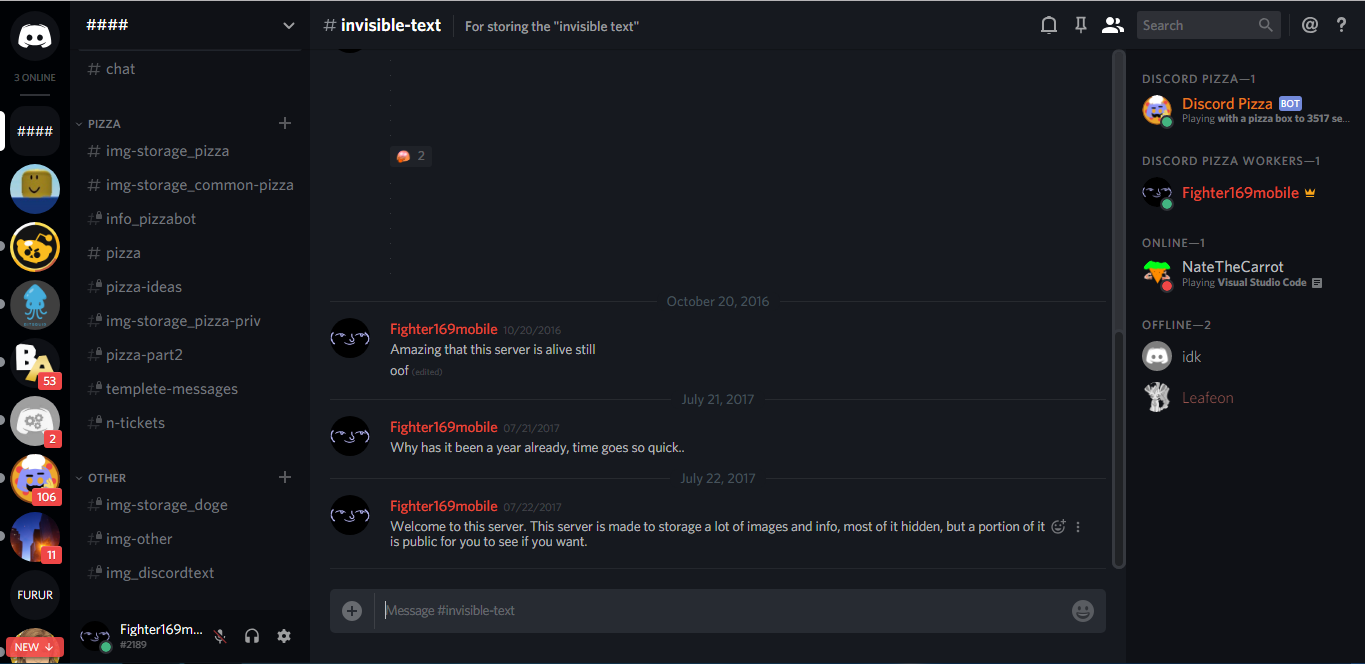 3 ONLINE
####
53
2
106
11
FURUR
NEW ↓
####
# chat
PIZZA
# img-storage_pizza
# img-storage_common-pizza
info_pizzabot
# pizza
pizza-ideas
img-storage_pizza-priv
pizza-part2
templete-messages
n-tickets
OTHER
img-storage_doge
img-other
img_discordtext
Fighter169m...
#2189
# invisible-text
For storing the "invisible text"
Search
@ ?
2
October 20, 2016
Fighter169mobile 10/20/2016
Amazing that this server is alive still
oof (edited)
July 21, 2017
Fighter169mobile 07/21/2017
Why has it been a year already, time goes so quick..
July 22, 2017
Fighter169mobile 07/22/2017
Welcome to this server. This server is made to storage a lot of images and info, most of it hidden, but a portion of it
is public for you to see if you want.
Message #invisible-text
DISCORD PIZZA—1
Discord Pizza BOT
Playing with a pizza box to 3517 se...
DISCORD PIZZA WORKERS—1
Fighter169mobile
ONLINE—1
NateTheCarrot
Playing Visual Studio Code
OFFLINE—2
idk
Leafeon